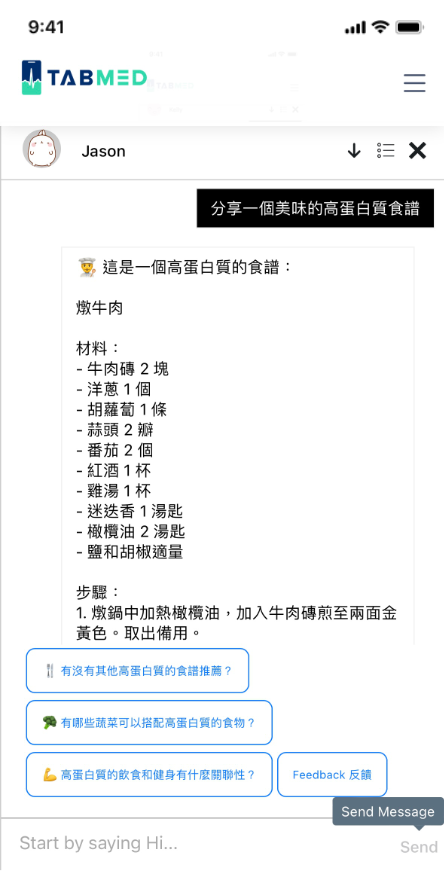 9:41
TABMED
Jason
分享一個美味的高蛋白質食譜
這是一個高蛋白質的食譜：
燉牛肉
材料：
- 牛肉磚 2 塊
- 洋蔥 1 個
- 胡蘿蔔 1 條
- 蒜頭 2 瓣
- 番茄 2 個
- 紅酒 1 杯
- 雞湯 1 杯
- 迷迭香 1 湯匙
- 橄欖油 2 湯匙
- 鹽和胡椒適量
步驟：
1. 燉鍋中加熱橄欖油，加入牛肉磚煎至兩面金
黃色。取出備用。
有沒有其他高蛋白質的食譜推薦？
有哪些蔬菜可以搭配高蛋白質的食物？
高蛋白質的飲食和健身有什麼關聯性？
Feedback 反饋
Send Message
Start by saying Hi...
Send